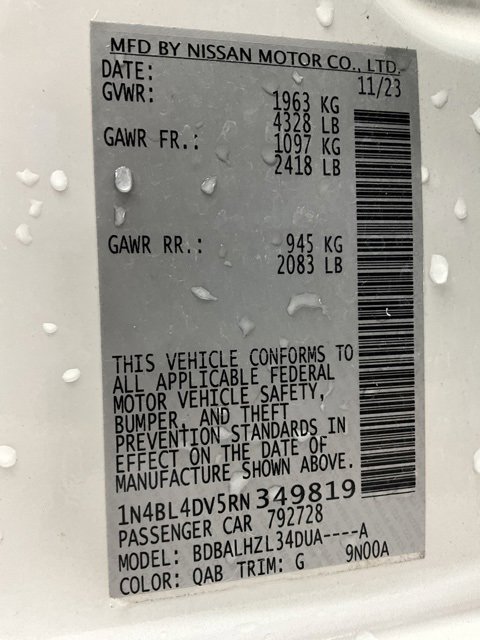 MFD BY NISSAN MOTOR CO., LTD.
DATE: 11/23
GVWR: 1963 KG
4328 LB
GAWR FR.: 1097 KG
2418 LB
GAWR RR.: 945 KG
2083 LB
THIS VEHICLE CONFORMS TO
ALL APPLICABLE FEDERAL
MOTOR VEHICLE SAFETY,
BUMPER, AND THEFT
PREVENTION STANDARDS IN
EFFECT ON THE DATE OF
MANUFACTURE SHOWN ABOVE.
1N4BL4DV5RN349819
PASSENGER CAR 792728
MODEL: BDBALHZL34DUA----A
COLOR: QAB TRIM: G 9N00A